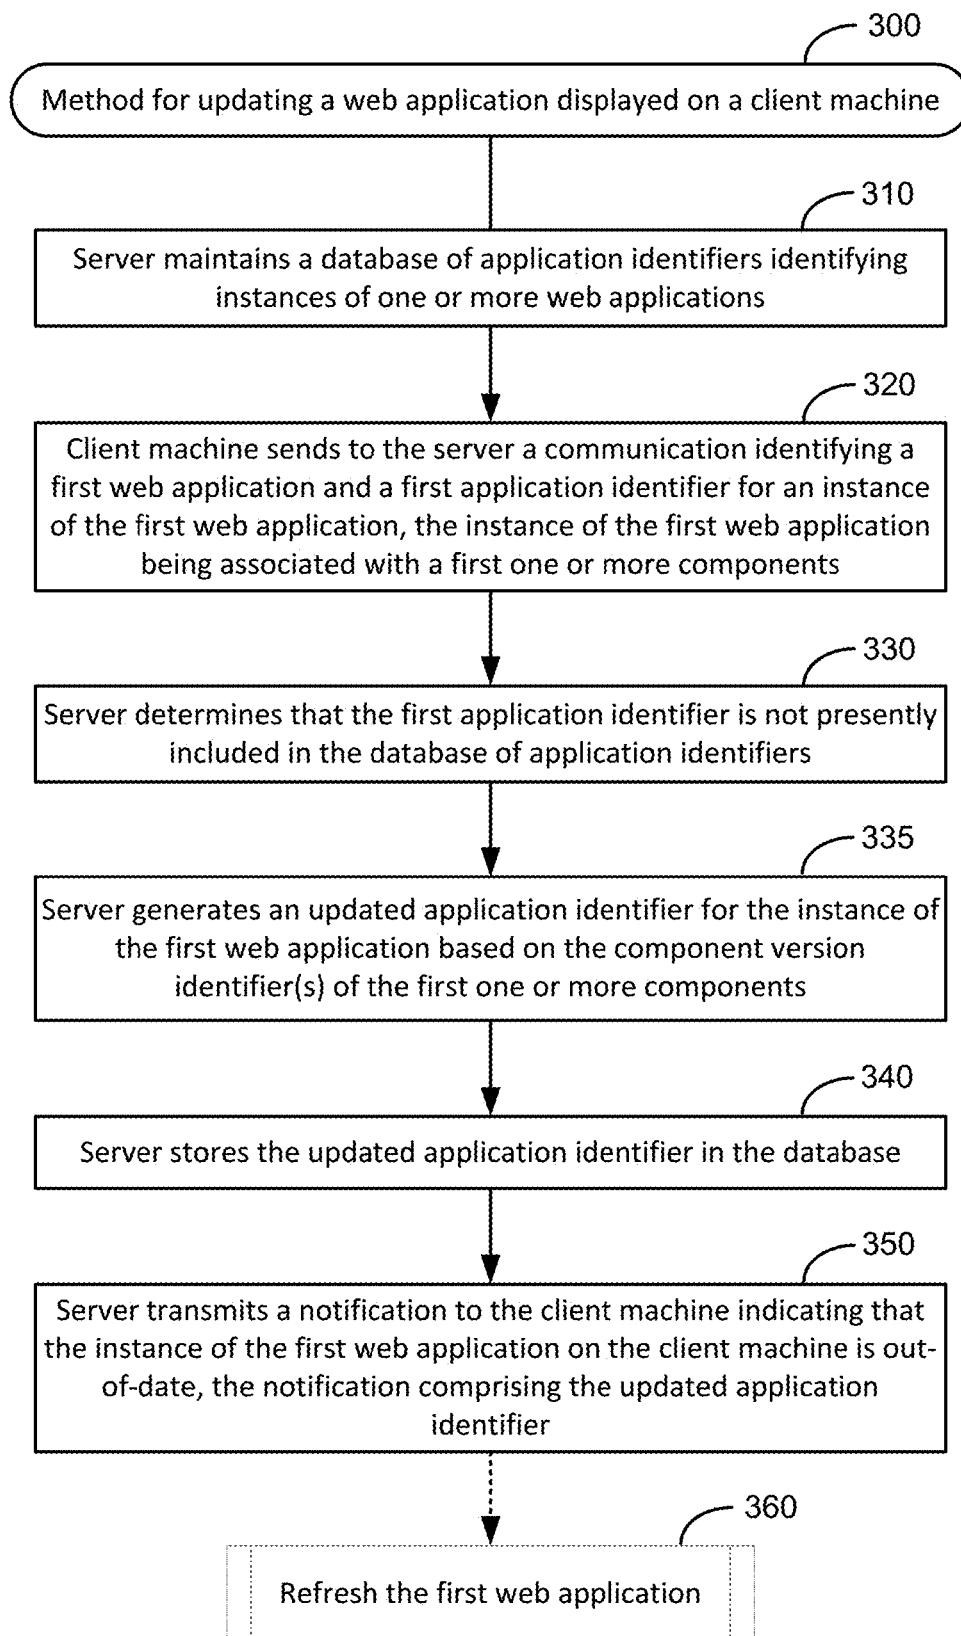 300
Method for updating a web application displayed on a client machine
310
Server maintains a database of application identifiers identifying
instances of one or more web applications
320
Client machine sends to the server a communication identifying a
first web application and a first application identifier for an instance
of the first web application, the instance of the first web application
being associated with a first one or more components
330
Server determines that the first application identifier is not presently
included in the database of application identifiers
335
Server generates an updated application identifier for the instance of
the first web application based on the component version
identifier(s) of the first one or more components
340
Server stores the updated application identifier in the database
350
Server transmits a notification to the client machine indicating that
the instance of the first web application on the client machine is out-
of-date, the notification comprising the updated application
identifier
360
Refresh the first web application